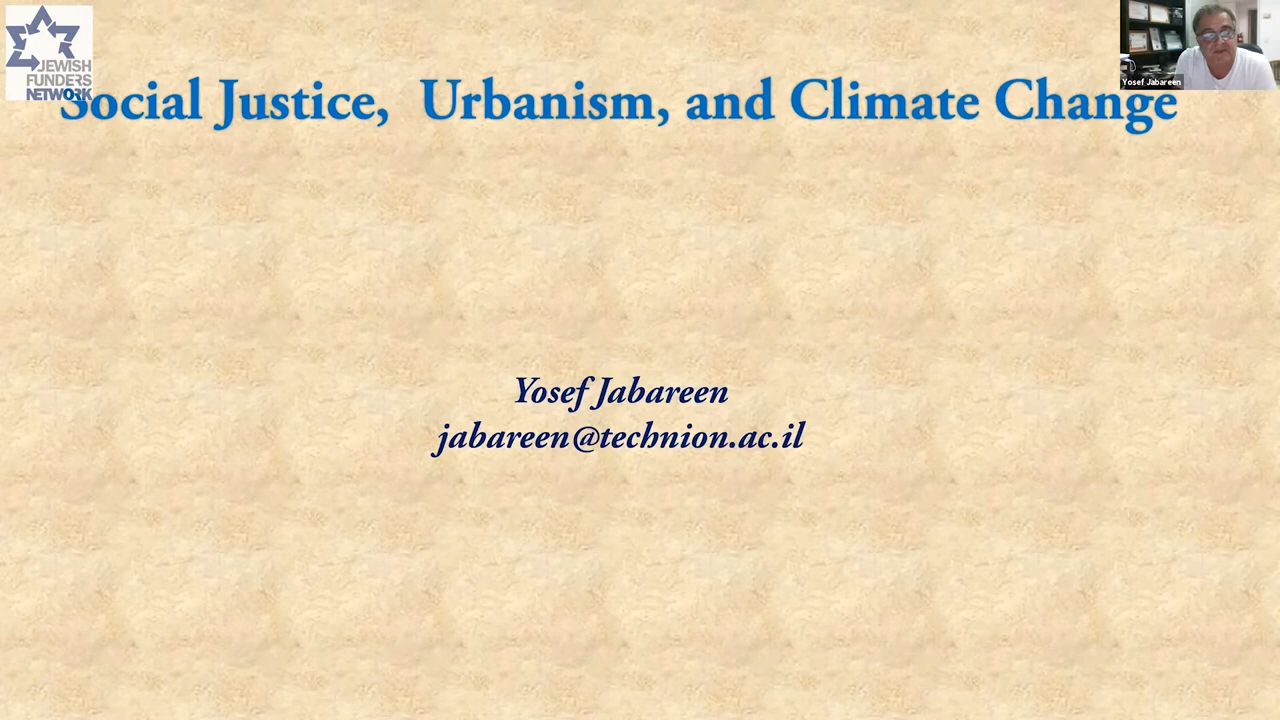 JEWISH
FUNDERS
NETWORK
Yosef Jabareen
Social Justice,  Urbanism, and Climate Change
Yosef Jabareen
jabareen@technion.ac.il